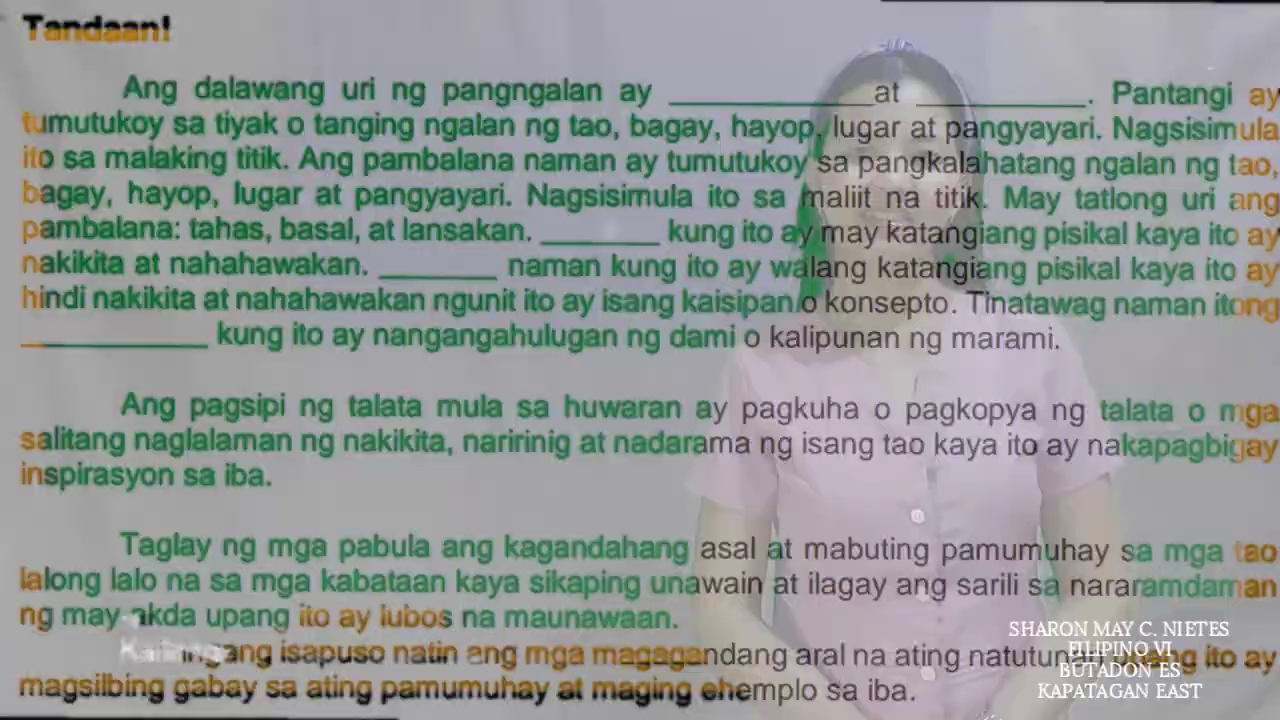 Tandaan!
Ang dalawang uri ng pangngalan ay ____________at __________. Pantangi ay
tumutukoy sa tiyak o tanging ngalan ng tao, bagay, hayop, lugar at pangyayari. Nagsisimula
ito sa malaking titik. Ang pambalana naman ay tumutukoy sa pangkalahatang ngalan ng tao,
bagay, hayop, lugar at pangyayari. Nagsisimula ito sa maliit na titik. May tatlong uri ang
pambalana: tahas, basal, at lansakan. _______ kung ito ay may katangiang pisikal kaya ito ay
nakikita at nahahawakan. _______ naman kung ito ay walang katangiang pisikal kaya ito ay
hindi nakikita at nahahawakan ngunit ito ay isang kaisipan o konsepto. Tinatawag naman itong
___________ kung ito ay nangangahulugan ng dami o kalipunan ng marami.
Ang pagsipi ng talata mula sa huwaran ay pagkuha o pagkopya ng talata o mga
salitang naglalaman ng nakikita, naririnig at nadarama ng isang tao kaya ito ay nakapagbigay
inspirasyon sa iba.
Taglay ng mga pabula ang kagandahang asal at mabuting pamumuhay sa mga tao
lalong lalo na sa mga kabataan kaya sikaping unawain at ilagay ang sarili sa nararamdaman
ng may akda upang ito ay lubos na maunawaan.
isapuso natin ang mga magagandang aral na ating ito ay
magsilbing gabay sa ating pamumuhay at maging ehemplo sa iba.
SHARON MAY C. NIETES
FILIPINO VI
BUTADON ES
KAPATAGAN EAST